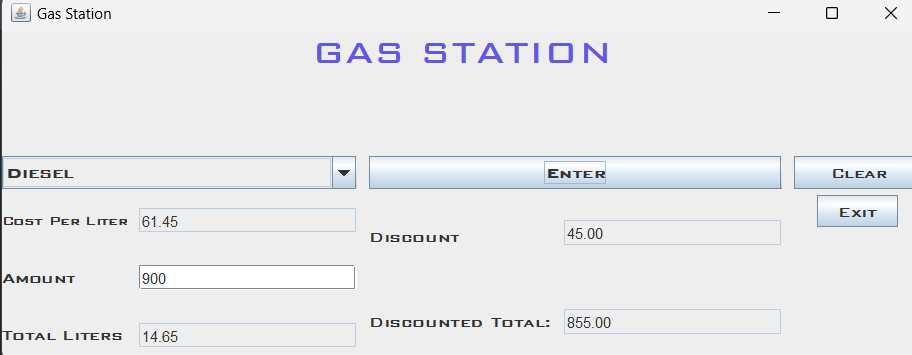 Gas Station
GAS STATION
Diesel
Enter
Clear
Exit
Cost Per Liter 61.45
Discount 45.00
Amount 900
Discounted Total: 855.00
Total Liters 14.65